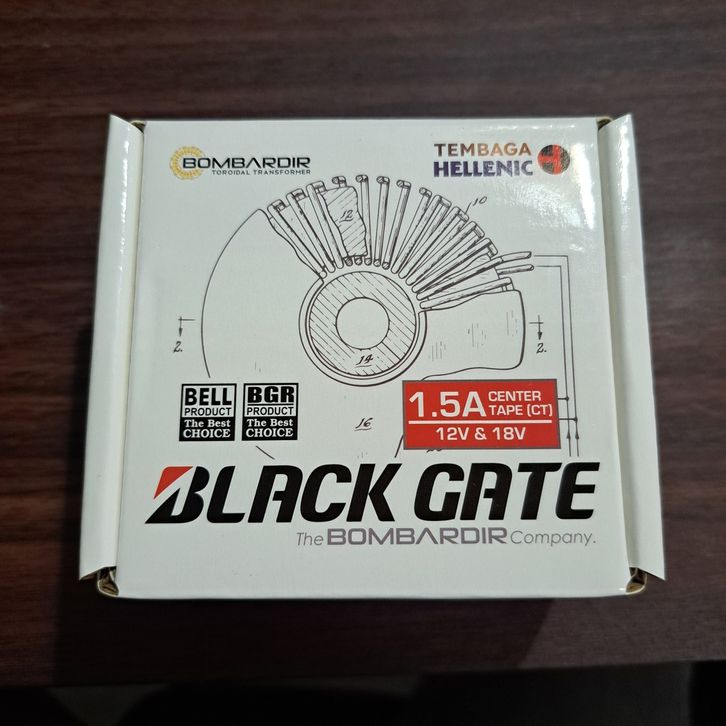 BOMBARDIR
TOROIDAL TRANSFORMER
TEMBAGA
HELLENIC
12
10
2.
2.
14
16
BELL
PRODUCT
The Best
CHOICE
BGR
PRODUCT
The Best
CHOICE
1.5A CENTER
TAPE (CT)
12V & 18V
BLACK GATE
The BOMBARDIR Company.